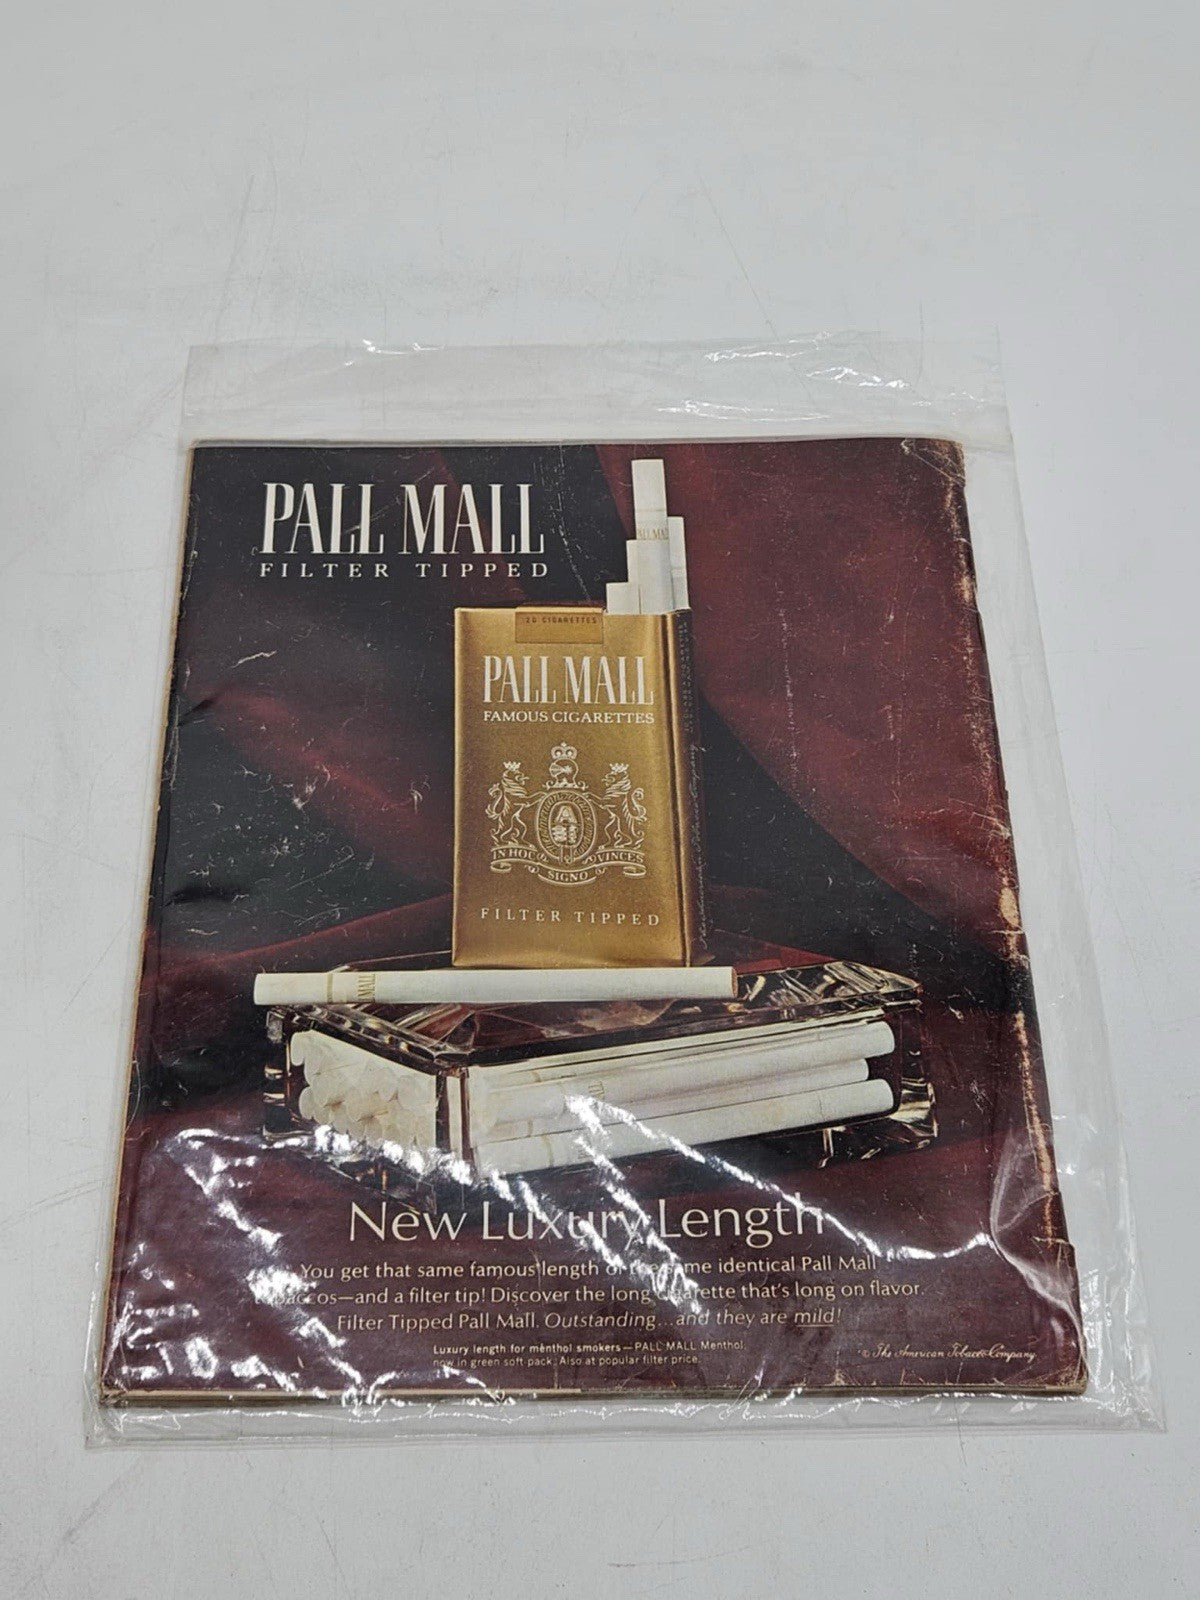 PALL MALL
FILTER TIPPED
PALL MALL
20 CIGARETTES
PALL MALL
FAMOUS CIGARETTES
IN HOC VINCES
SIGNO
FILTER TIPPED
MALL
New Luxury Length
You get that same famous length of the same identical Pall Mall
tobaccos—and a filter tip! Discover the long cigarette that's long on flavor.
Filter Tipped Pall Mall. Outstanding...and they are mild!
Luxury length for menthol smokers—PALL MALL Menthol,
now in green soft pack. Also at popular filter price.
© The American Tobacco Company